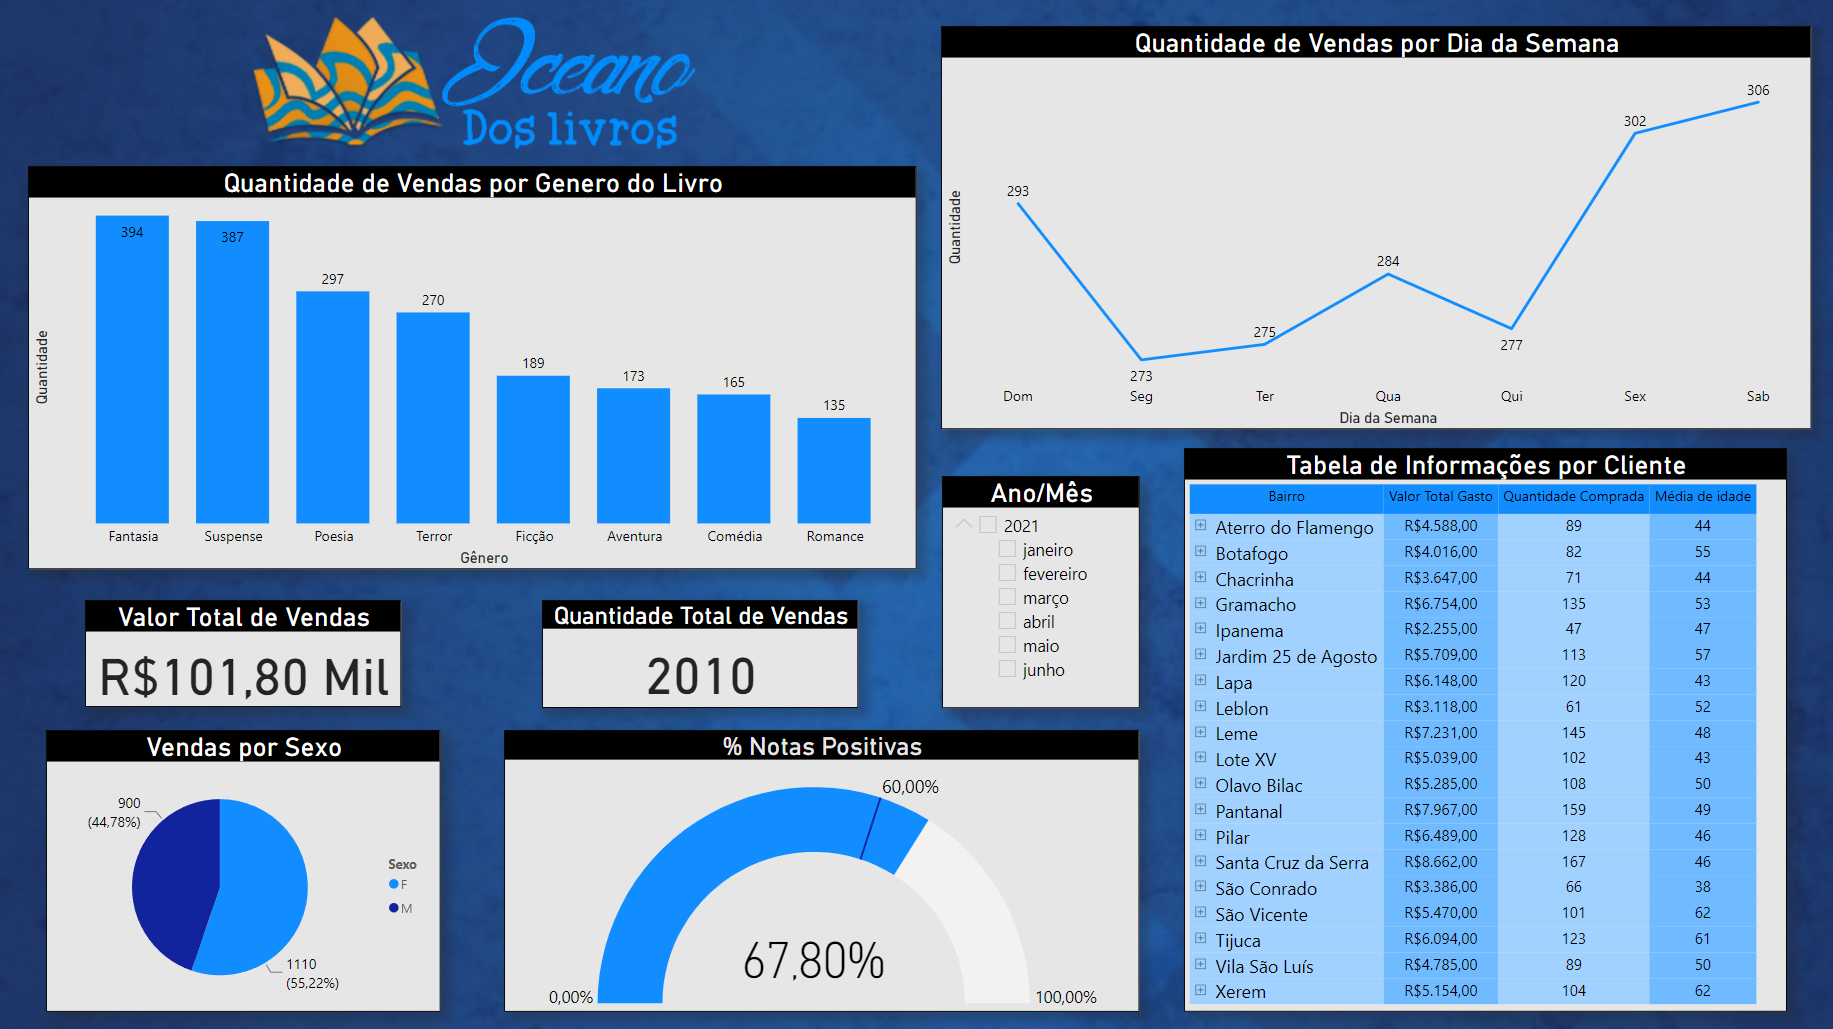 Oceano
Dos livros
Quantidade de Vendas por Genero do Livro
Quantidade
394
387
297
270
189
173
165
135
Fantasia Suspense Poesia Terror Ficção Aventura Comédia Romance
Gênero
Quantidade de Vendas por Dia da Semana
Quantidade
293
273
275
284
277
302
306
Dom Seg Ter Qua Qui Sex Sab
Dia da Semana
Valor Total de Vendas
R$101,80 Mil
Quantidade Total de Vendas
2010
Ano/Mês
2021
janeiro
fevereiro
março
abril
maio
junho
Vendas por Sexo
900
(44,78%)
1110
(55,22%)
Sexo
F
M
% Notas Positivas
60,00%
67,80%
0,00%
100,00%
Tabela de Informações por Cliente
Bairro Valor Total Gasto Quantidade Comprada Média de idade
Aterro do Flamengo R$4.588,00 89 44
Botafogo R$4.016,00 82 55
Chacrinha R$3.647,00 71 44
Gramacho R$6.754,00 135 53
Ipanema R$2.255,00 47 47
Jardim 25 de Agosto R$5.709,00 113 57
Lapa R$6.148,00 120 43
Leblon R$3.118,00 61 52
Leme R$7.231,00 145 48
Lote XV R$5.039,00 102 43
Olavo Bilac R$5.285,00 108 50
Pantanal R$7.967,00 159 49
Pilar R$6.489,00 128 46
Santa Cruz da Serra R$8.662,00 167 46
São Conrado R$3.386,00 66 38
São Vicente R$5.470,00 101 62
Tijuca R$6.094,00 123 61
Vila São Luís R$4.785,00 89 50
Xerem R$5.154,00 104 62